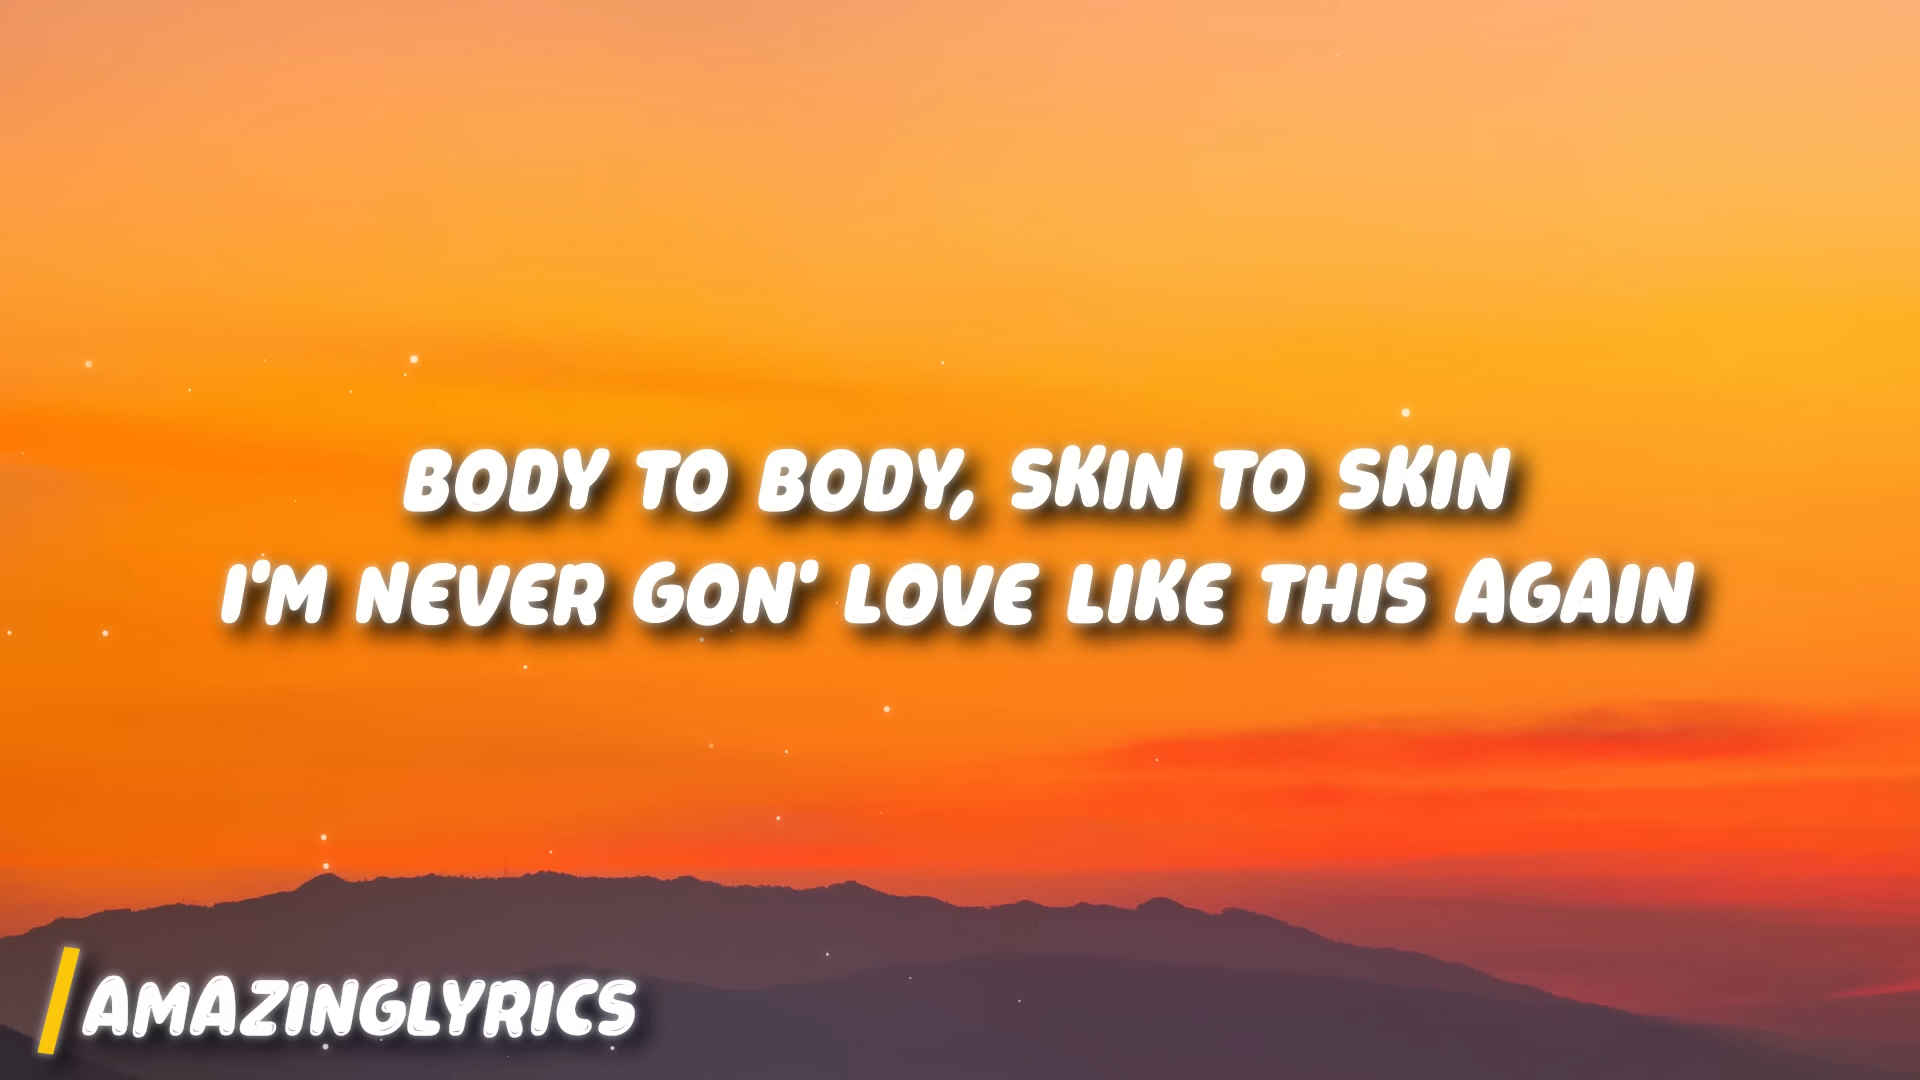 BODY TO BODY, SKIN TO SKIN
I'M NEVER GON' LOVE LIKE THIS AGAIN
AMAZINGLYRICS